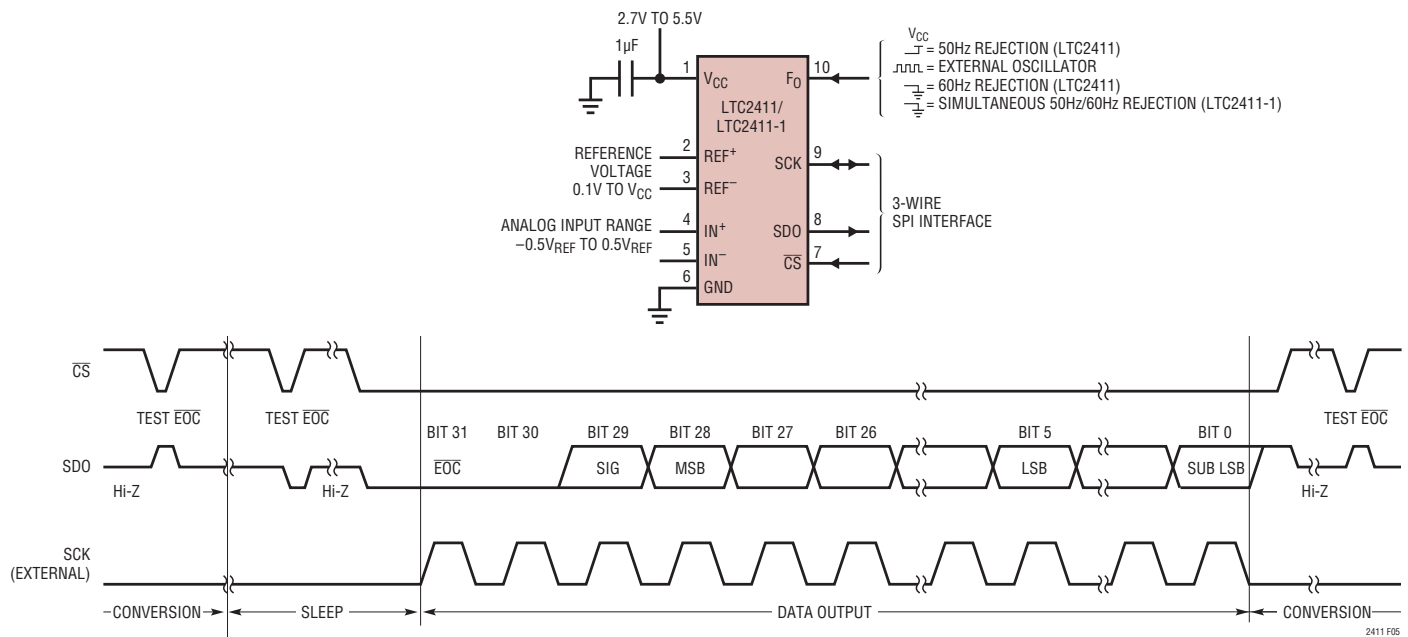 2.7V TO 5.5V
1µF
1
VCC
LTC2411/
LTC2411-1
FO
10
VCC
= 50Hz REJECTION (LTC2411)
= EXTERNAL OSCILLATOR
= 60Hz REJECTION (LTC2411)
= SIMULTANEOUS 50Hz/60Hz REJECTION (LTC2411-1)
REFERENCE
VOLTAGE
0.1V TO VCC
2
REF+
3
REF–
SCK
9
ANALOG INPUT RANGE
–0.5VREF TO 0.5VREF
4
IN+
5
IN–
6
GND
SDO
8
CS
7
3-WIRE
SPI INTERFACE
CS
TEST EOC
TEST EOC
TEST EOC
BIT 31
BIT 30
BIT 29
BIT 28
BIT 27
BIT 26
BIT 5
BIT 0
SDO
EOC
SIG
MSB
LSB
SUB LSB
Hi-Z
Hi-Z
Hi-Z
SCK
(EXTERNAL)
CONVERSION
SLEEP
DATA OUTPUT
CONVERSION
2411 F05